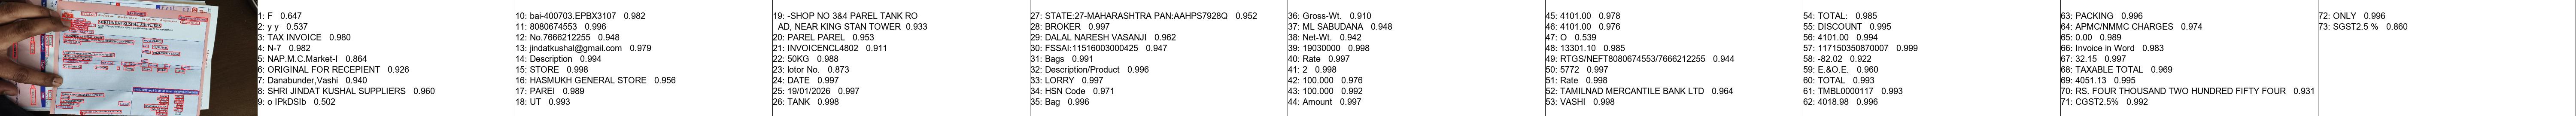 1: F 0.647
2: y y 0.537
3: TAX INVOICE 0.980
4: N-7 0.982
5: NAP.M.C.Market-I 0.864
6: ORIGINAL FOR RECEPIENT 0.926
7: Danabunder,Vashi 0.940
8: SHRI JINDAT KUSHAL SUPPLIERS 0.960
9: o IPkDSIb 0.502
10: bai-400703.EPBX3107 0.982
11: 8080674553 0.996
12: No.7666212255 0.948
13: jindatkushal@gmail.com 0.979
14: Description 0.994
15: STORE 0.998
16: HASMUKH GENERAL STORE 0.956
17: PAREI 0.989
18: UT 0.993
19: -SHOP NO 3&4 PAREL TANK RO
AD, NEAR KING STAN TOWER 0.933
20: PAREL PAREL 0.953
21: INVOICENCL4802 0.911
22: 50KG 0.988
23: lotor No. 0.873
24: DATE 0.997
25: 19/01/2026 0.997
26: TANK 0.998
27: STATE:27-MAHARASHTRA PAN:AAHPS7928Q 0.952
28: BROKER 0.997
29: DALAL NARESH VASANJI 0.962
30: FSSAI:11516003000425 0.947
31: Bags 0.991
32: Description/Product 0.996
33: LORRY 0.997
34: HSN Code 0.971
35: Bag 0.996
36: Gross-Wt. 0.910
37: ML SABUDANA 0.948
38: Net-Wt. 0.942
39: 19030000 0.998
40: Rate 0.997
41: 2 0.998
42: 100.000 0.976
43: 100.000 0.992
44: Amount 0.997
45: 4101.00 0.978
46: 4101.00 0.976
47: O 0.539
48: 13301.10 0.985
49: RTGS/NEFT8080674553/7666212255 0.944
50: 5772 0.997
51: Rate 0.998
52: TAMILNAD MERCANTILE BANK LTD 0.964
53: VASHI 0.998
54: TOTAL: 0.985
55: DISCOUNT 0.995
56: 4101.00 0.994
57: 117150350870007 0.999
58: -82.02 0.922
59: E.&O.E. 0.960
60: TOTAL 0.993
61: TMBL0000117 0.993
62: 4018.98 0.996
63: PACKING 0.996
64: APMC/NMMC CHARGES 0.974
65: 0.00 0.989
66: Invoice in Word 0.983
67: 32.15 0.997
68: TAXABLE TOTAL 0.969
69: 4051.13 0.995
70: RS. FOUR THOUSAND TWO HUNDRED FIFTY FOUR 0.931
71: CGST2.5% 0.992
72: ONLY 0.996
73: SGST2.5 % 0.860